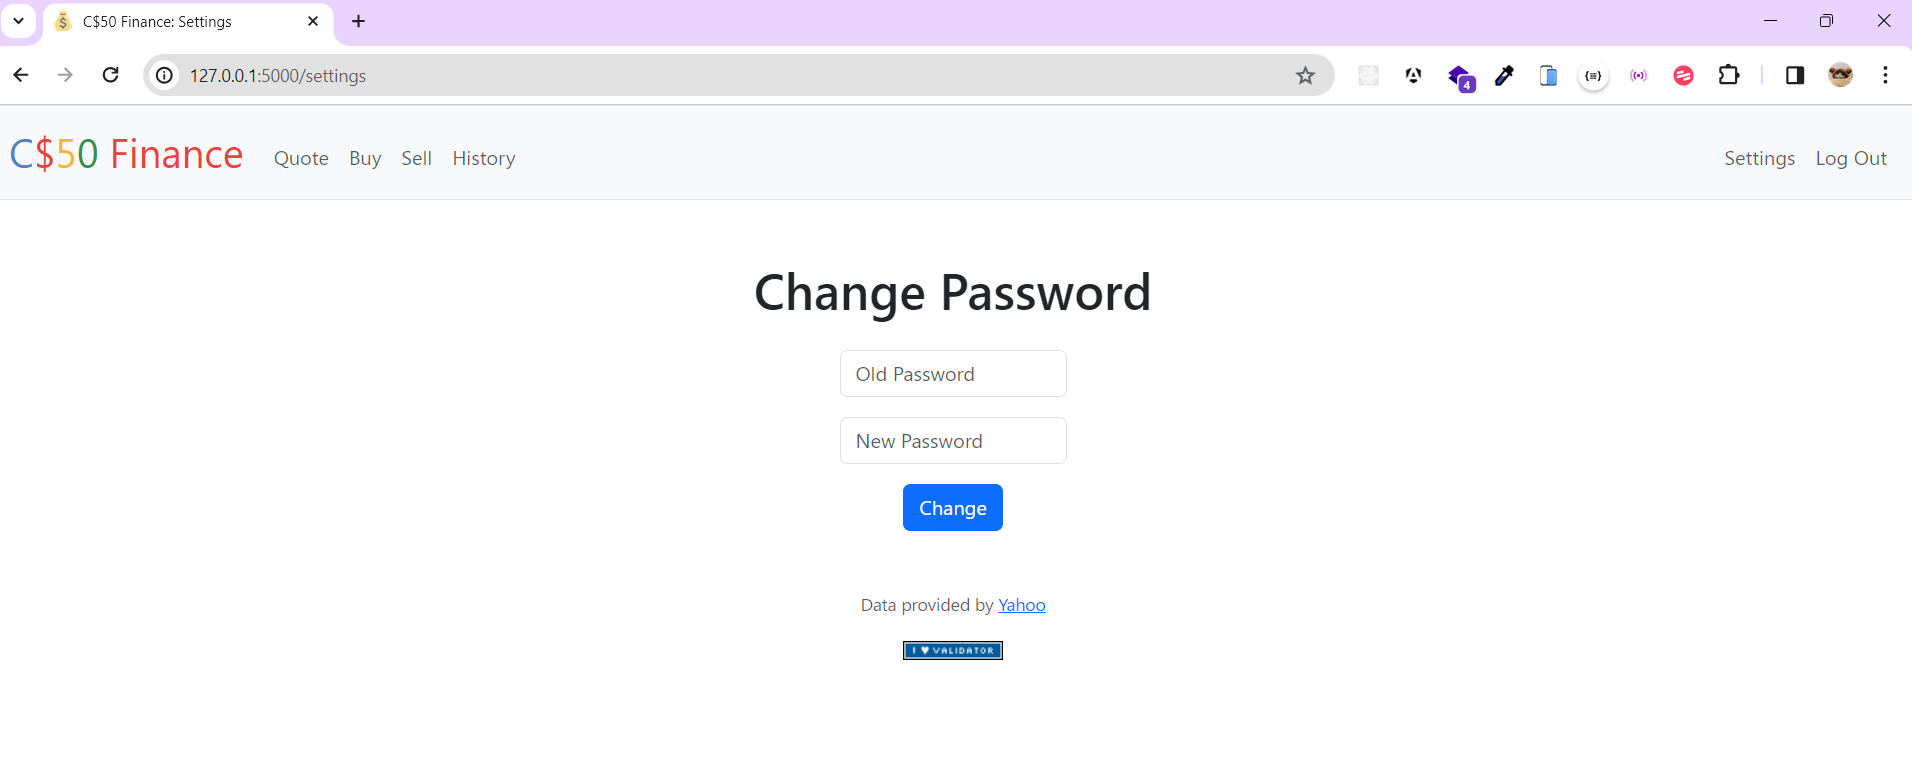 C$50 Finance: Settings
127.0.0.1:5000/settings
4
C$50 Finance Quote Buy Sell History Settings Log Out
Change Password
Old Password
New Password
Change
Data provided by Yahoo
I ♥ VALIDATOR